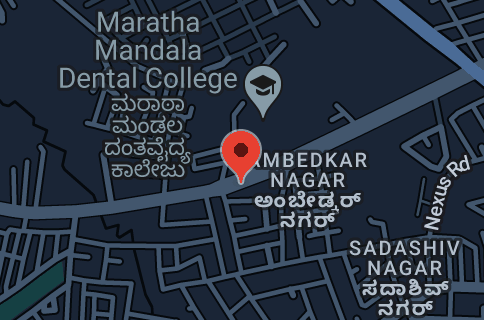 Maratha
Mandala
Dental College
ಮರಾಠಾ
ಮಂಡಲ
ದಂತವೈದ್ಯ
ಕಾಲೇಜು
AMBEDKAR
NAGAR
ಅಂಬೇಡ್ಕರ್
ನಗರ್
Nexus Rd
SADASHIV
NAGAR
ಸದಾಶಿವ್
ನಗರ್